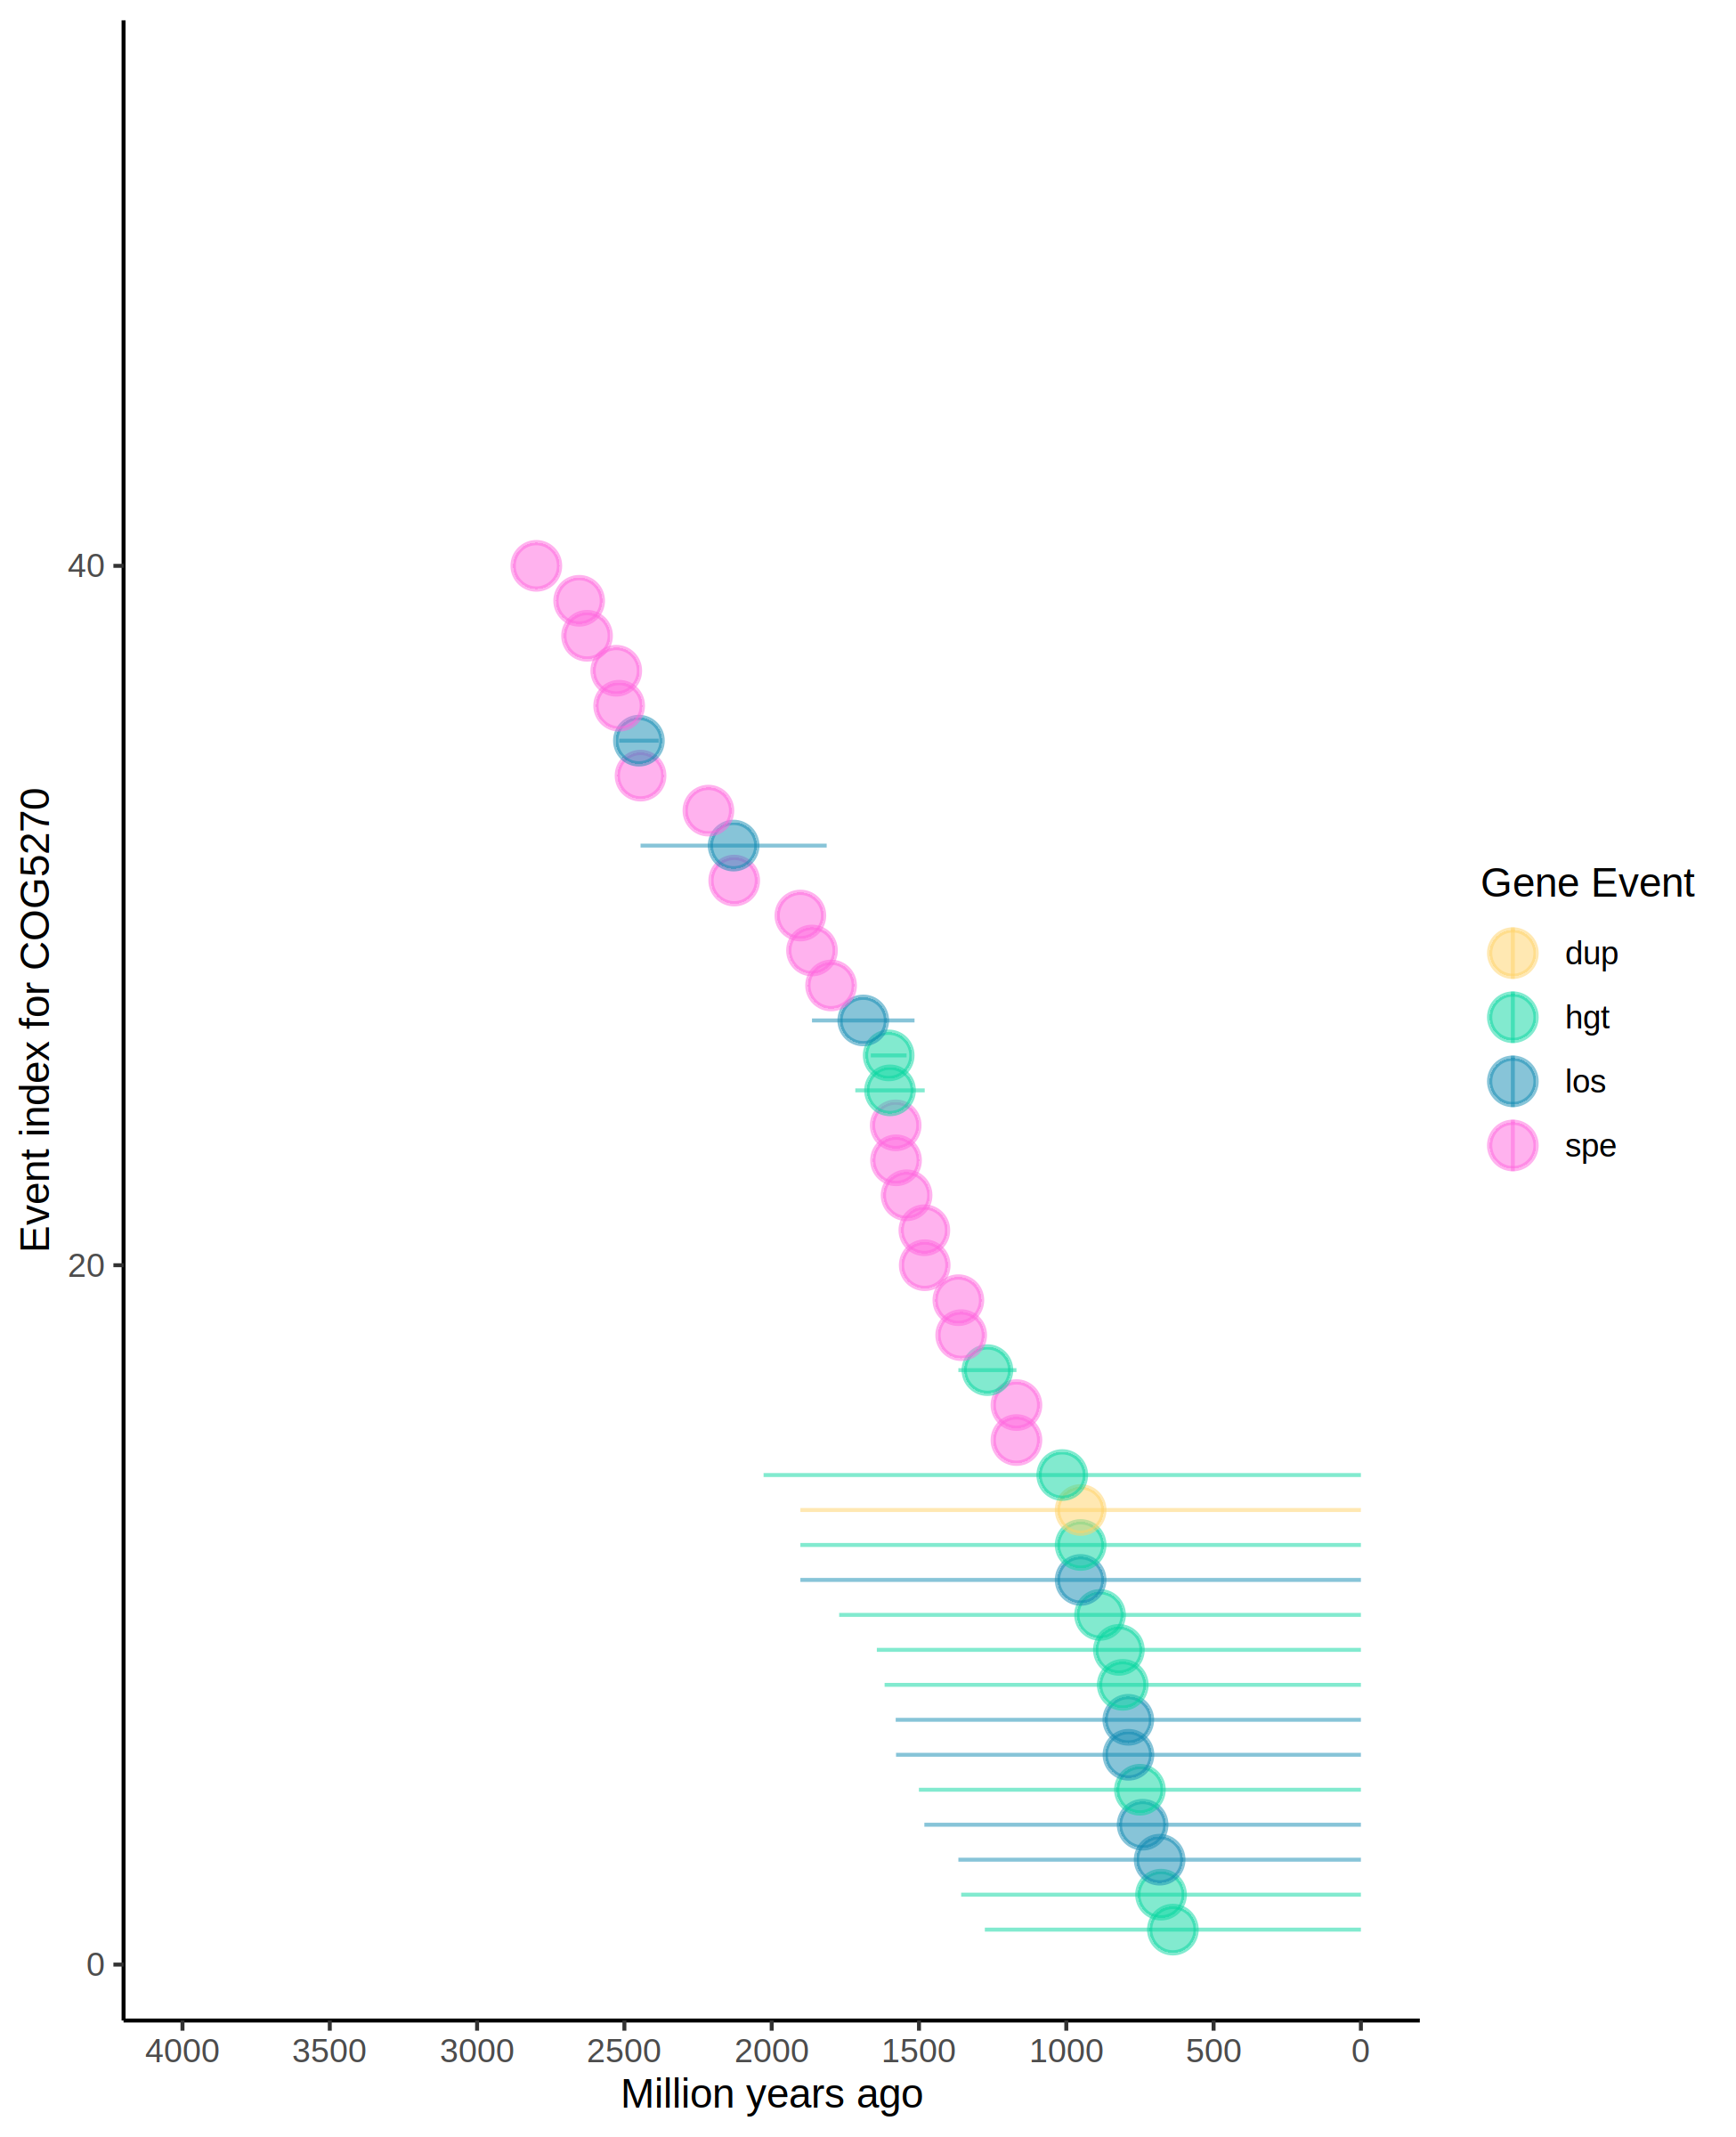 Event index for COG5270
40
20
0
4000 3500 3000 2500 2000 1500 1000 500 0
Million years ago
Gene Event
dup
hgt
los
spe